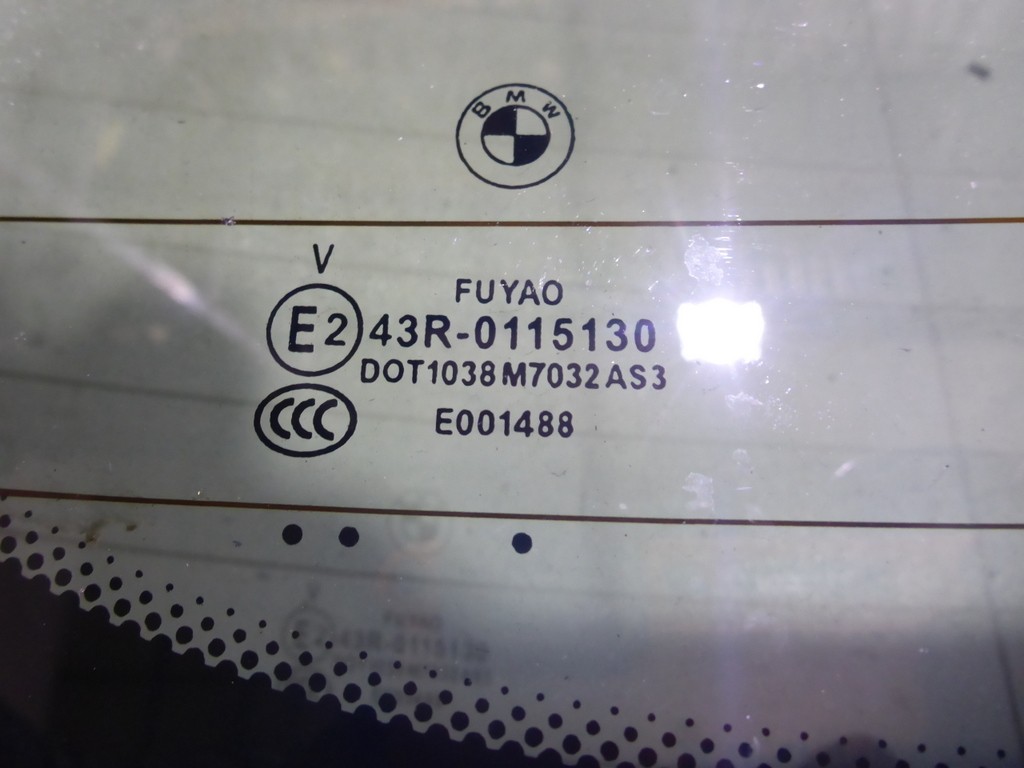 BMW
V
FUYAO
E2 43R-0115130
DOT1038 M7032 AS3
CCC E001488